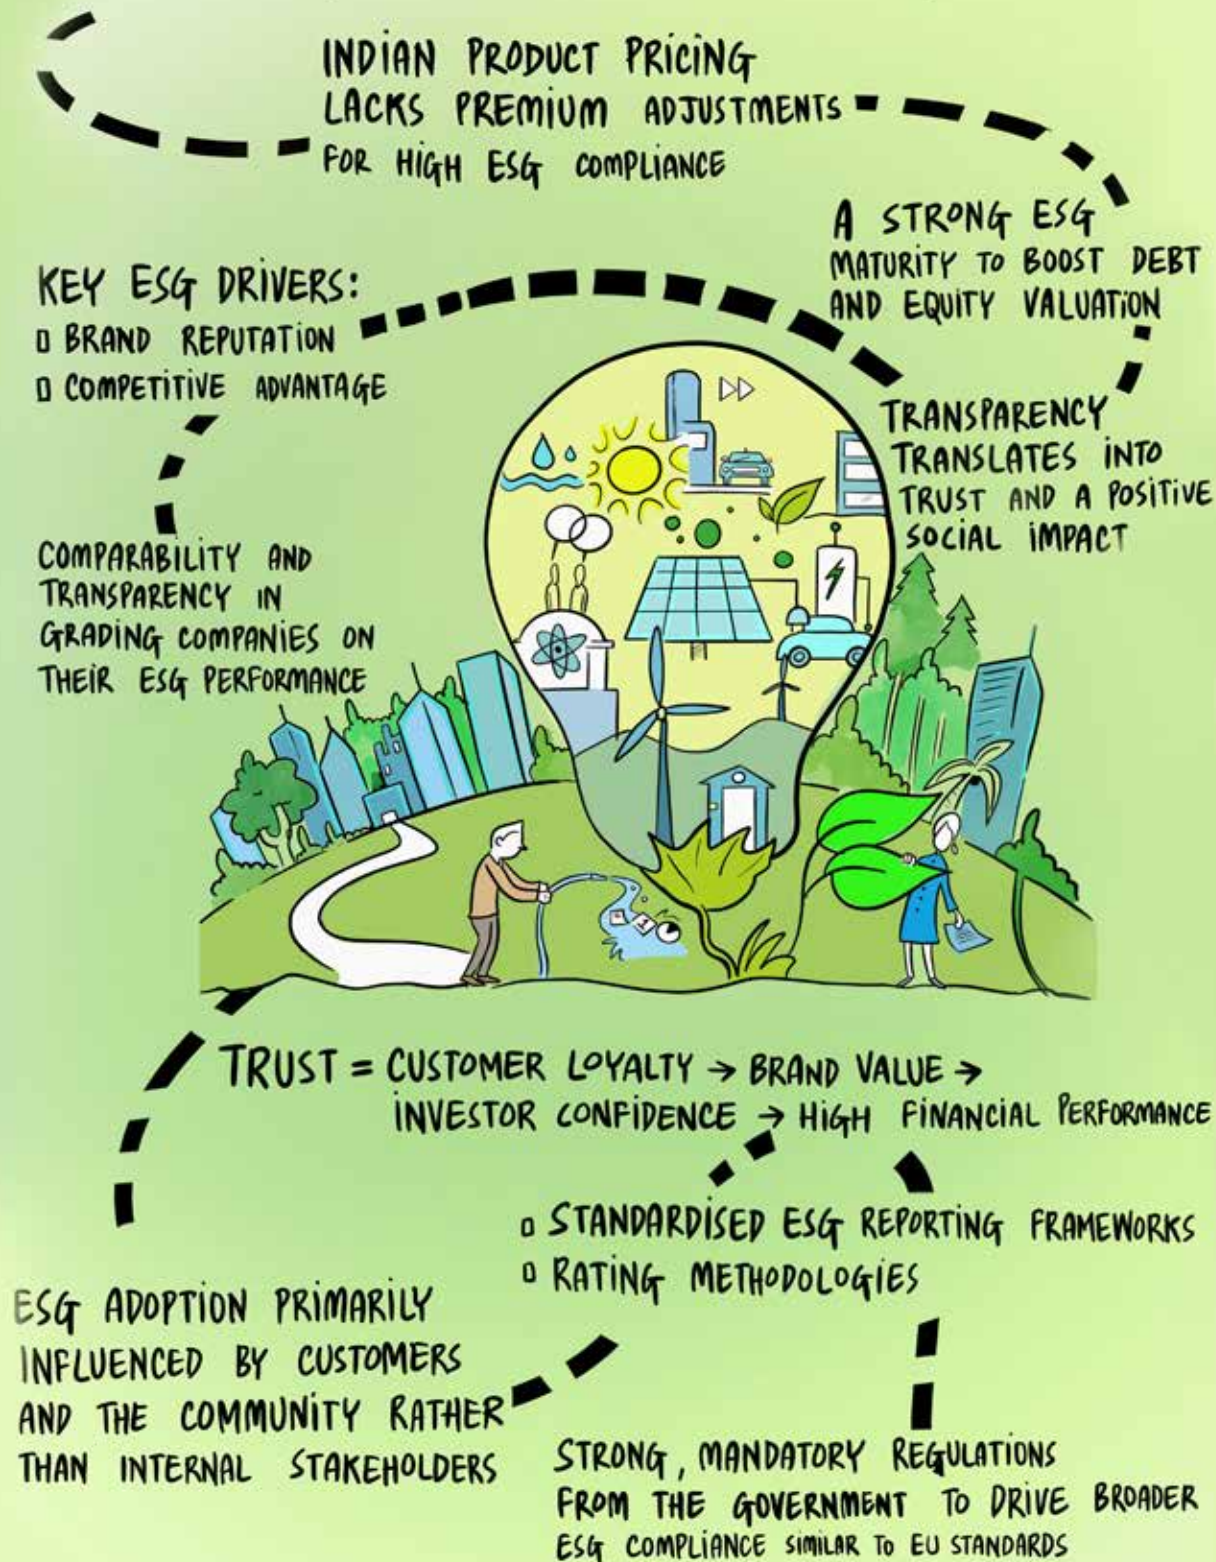 INDIAN PRODUCT PRICING
LACKS PREMIUM ADJUSTMENTS
FOR HIGH ESG COMPLIANCE
A STRONG ESG
MATURITY TO BOOST DEBT
AND EQUITY VALUATION
TRANSPARENCY
TRANSLATES INTO
TRUST AND A POSITIVE
SOCIAL IMPACT
KEY ESG DRIVERS:
▯ BRAND REPUTATION
▯ COMPETITIVE ADVANTAGE
COMPARABILITY AND
TRANSPARENCY IN
GRADING COMPANIES ON
THEIR ESG PERFORMANCE
TRUST = CUSTOMER LOYALTY → BRAND VALUE →
INVESTOR CONFIDENCE → HIGH FINANCIAL PERFORMANCE
▯ STANDARDISED ESG REPORTING FRAMEWORKS
▯ RATING METHODOLOGIES
ESG ADOPTION PRIMARILY
INFLUENCED BY CUSTOMERS
AND THE COMMUNITY RATHER
THAN INTERNAL STAKEHOLDERS
STRONG, MANDATORY REGULATIONS
FROM THE GOVERNMENT TO DRIVE BROADER
ESG COMPLIANCE SIMILAR TO EU STANDARDS